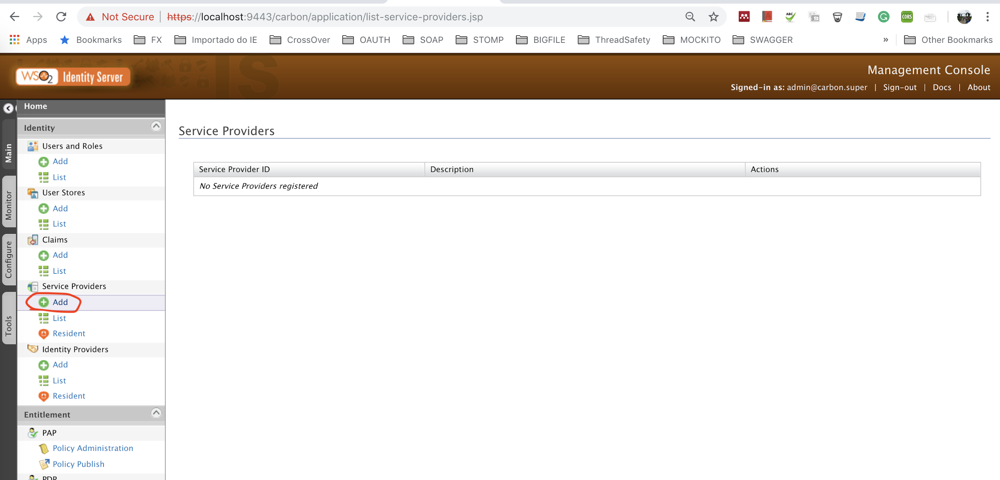 Not Secure https://localhost:9443/carbon/application/list-service-providers.jsp
ABC
CORS
Apps Bookmarks FX Importado do IE CrossOver OAUTH SOAP STOMP BIGFILE ThreadSafety MOCKITO SWAGGER » Other Bookmarks
WSO2 Identity Server
IS
Management Console
Signed-in as: admin@carbon.super | Sign-out | Docs | About
Main
Monitor
Configure
Tools
Home
Identity
Users and Roles
Add
List
User Stores
Add
List
Claims
Add
List
Service Providers
Add
List
Resident
Identity Providers
Add
List
Resident
Entitlement
PAP
Policy Administration
Policy Publish
PDP
Service Providers
Service Provider ID Description Actions
No Service Providers registered